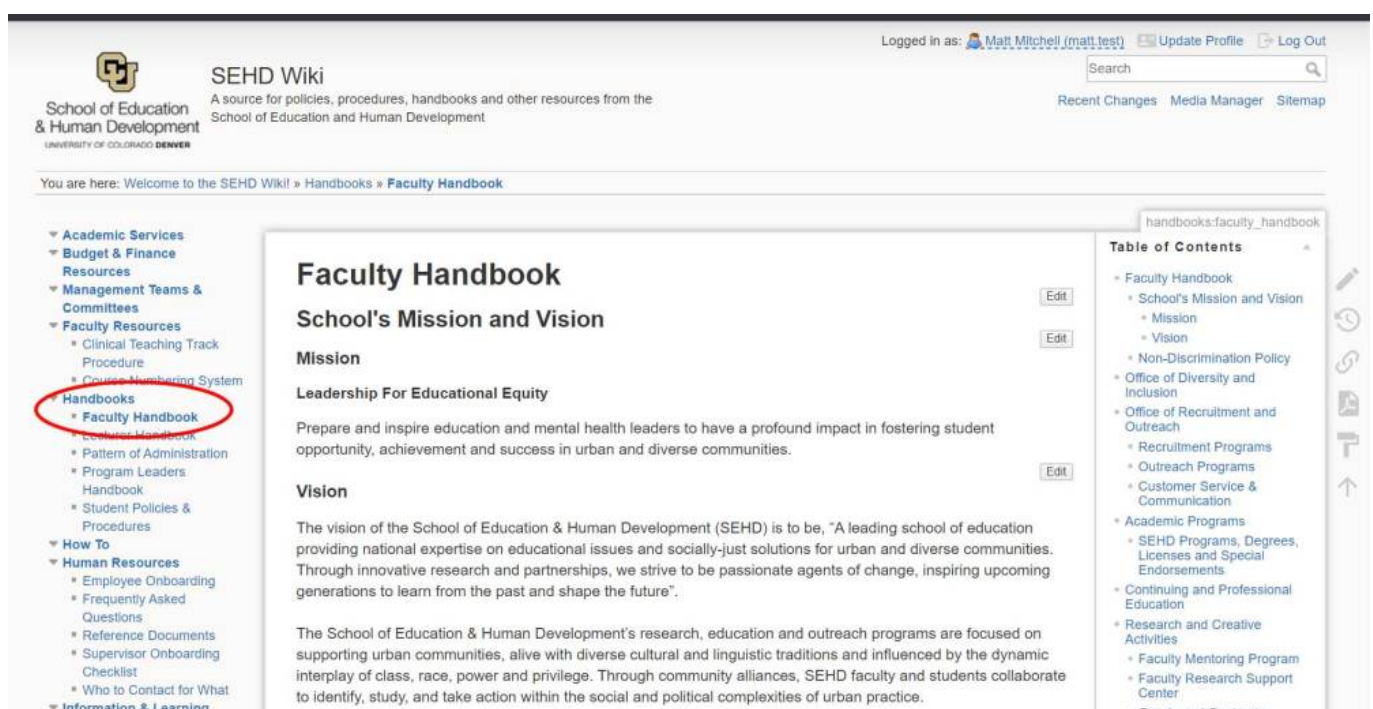 Logged in as: Matt Mitchell (matt.test) Update Profile Log Out
SEHD Wiki
A source for policies, procedures, handbooks and other resources from the
School of Education and Human Development
School of Education
& Human Development
UNIVERSITY OF COLORADO DENVER
Search
Recent Changes Media Manager Sitemap
You are here: Welcome to the SEHD Wiki! » Handbooks » Faculty Handbook
Academic Services
Budget & Finance
Resources
Management Teams &
Committees
Faculty Resources
Clinical Teaching Track
Procedure
Course Numbering System
Handbooks
Faculty Handbook
Lecturer Handbook
Pattern of Administration
Program Leaders
Handbook
Student Policies &
Procedures
How To
Human Resources
Employee Onboarding
Frequently Asked
Questions
Reference Documents
Supervisor Onboarding
Checklist
Who to Contact for What
Information & Learning
Faculty Handbook
Edit
School's Mission and Vision
Edit
Mission
Leadership For Educational Equity
Prepare and inspire education and mental health leaders to have a profound impact in fostering student
opportunity, achievement and success in urban and diverse communities.
Edit
Vision
The vision of the School of Education & Human Development (SEHD) is to be, “A leading school of education
providing national expertise on educational issues and socially-just solutions for urban and diverse communities.
Through innovative research and partnerships, we strive to be passionate agents of change, inspiring upcoming
generations to learn from the past and shape the future”.
The School of Education & Human Development's research, education and outreach programs are focused on
supporting urban communities, alive with diverse cultural and linguistic traditions and influenced by the dynamic
interplay of class, race, power and privilege. Through community alliances, SEHD faculty and students collaborate
to identify, study, and take action within the social and political complexities of urban practice.
handbooks:faculty_handbook
Table of Contents
Faculty Handbook
School's Mission and Vision
Mission
Vision
Non-Discrimination Policy
Office of Diversity and
Inclusion
Office of Recruitment and
Outreach
Recruitment Programs
Outreach Programs
Customer Service &
Communication
Academic Programs
SEHD Programs, Degrees,
Licenses and Special
Endorsements
Continuing and Professional
Education
Research and Creative
Activities
Faculty Mentoring Program
Faculty Research Support
Center